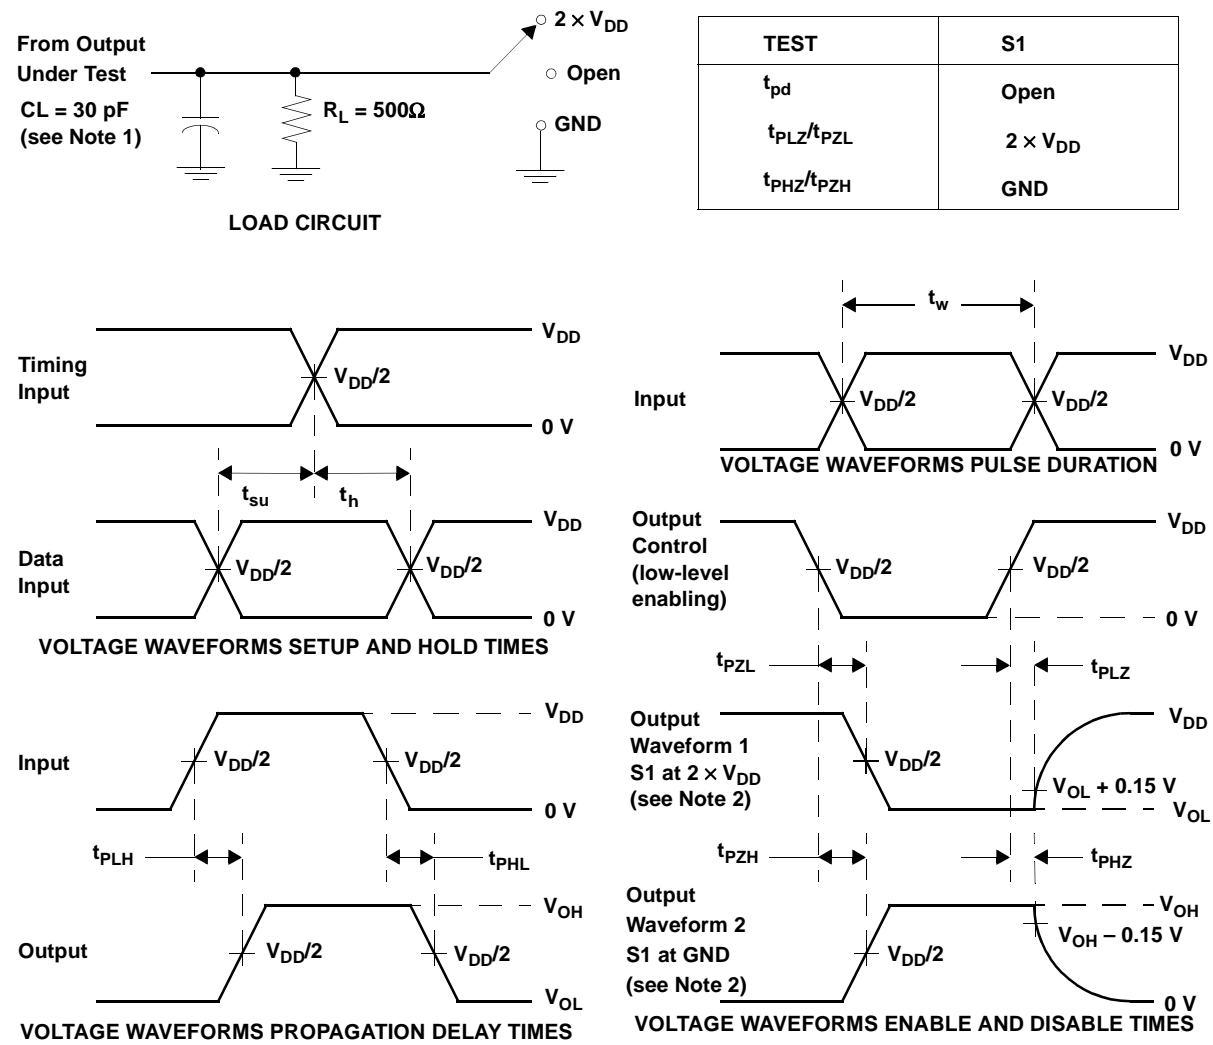 From Output
Under Test
CL = 30 pF
(see Note 1)
R_L = 500Ω
2 × V_DD
Open
GND
LOAD CIRCUIT
TEST S1
t_pd Open
t_PLZ/t_PZL 2 × V_DD
t_PHZ/t_PZH GND
Timing
Input
V_DD
V_DD/2
0 V
t_su
t_h
Data
Input
V_DD
V_DD/2
V_DD/2
0 V
VOLTAGE WAVEFORMS SETUP AND HOLD TIMES
Input
V_DD
V_DD/2
V_DD/2
0 V
t_PLH
t_PHL
Output
V_OH
V_DD/2
V_DD/2
V_OL
VOLTAGE WAVEFORMS PROPAGATION DELAY TIMES
t_w
Input
V_DD
V_DD/2
V_DD/2
0 V
VOLTAGE WAVEFORMS PULSE DURATION
Output
Control
(low-level
enabling)
V_DD
V_DD/2
V_DD/2
0 V
t_PZL
t_PLZ
Output
Waveform 1
S1 at 2 × V_DD
(see Note 2)
V_DD
V_DD/2
V_OL + 0.15 V
V_OL
t_PZH
t_PHZ
Output
Waveform 2
S1 at GND
(see Note 2)
V_OH
V_OH – 0.15 V
V_DD/2
0 V
VOLTAGE WAVEFORMS ENABLE AND DISABLE TIMES